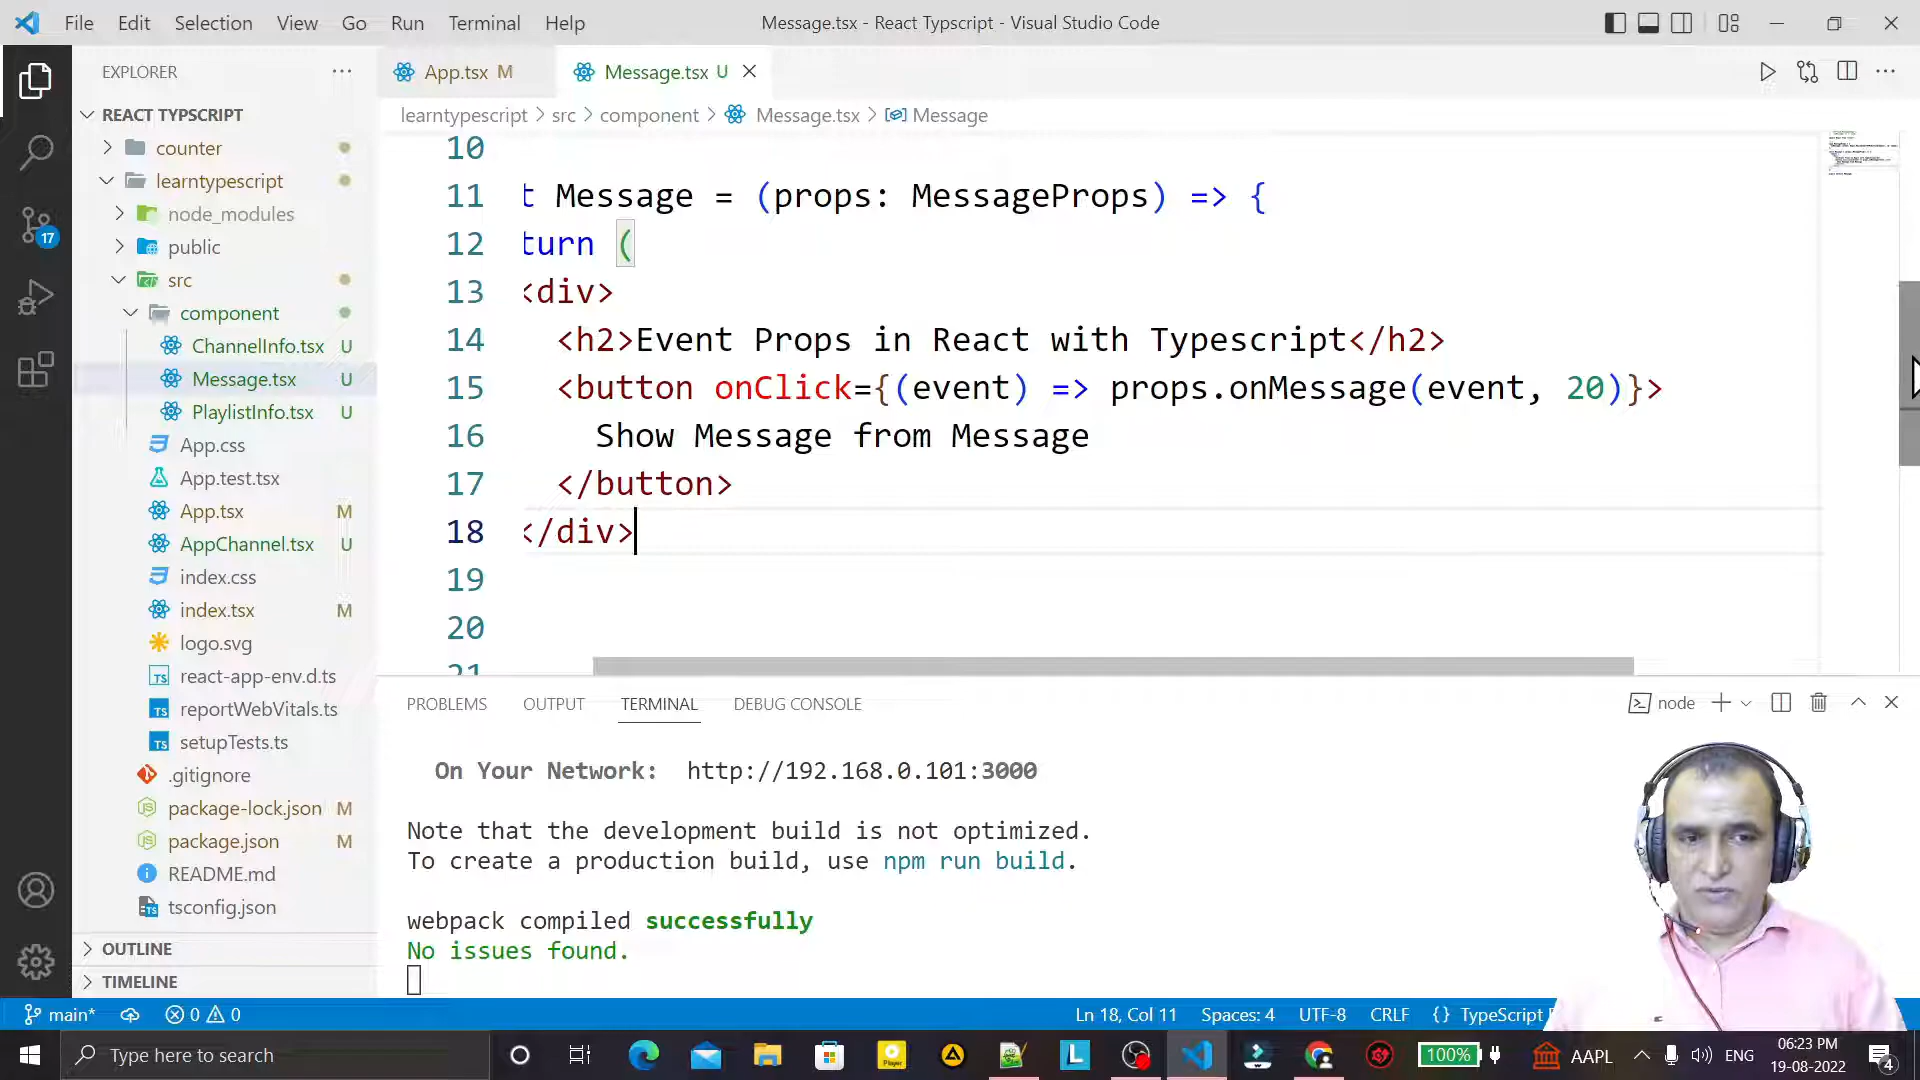 File Edit Selection View Go Run Terminal Help
Message.tsx - React Typscript - Visual Studio Code
EXPLORER
REACT TYPSCRIPT
counter
learntypescript
node_modules
public
src
component
ChannelInfo.tsx U
Message.tsx U
PlaylistInfo.tsx U
App.css
App.test.tsx
App.tsx M
AppChannel.tsx U
index.css
index.tsx M
logo.svg
react-app-env.d.ts
reportWebVitals.ts
setupTests.ts
.gitignore
package-lock.json M
package.json M
README.md
tsconfig.json
OUTLINE
TIMELINE
17
App.tsx M
Message.tsx U
learntypescript > src > component > Message.tsx > Message
10
11 t Message = (props: MessageProps) => {
12 turn (
13 <div>
14 <h2>Event Props in React with Typescript</h2>
15 <button onClick={(event) => props.onMessage(event, 20)}>
16 Show Message from Message
17 </button>
18 </div>
19
20
21
PROBLEMS OUTPUT TERMINAL DEBUG CONSOLE
node
On Your Network: http://192.168.0.101:3000
Note that the development build is not optimized.
To create a production build, use npm run build.
webpack compiled successfully
No issues found.
main* 0 0
Ln 18, Col 11 Spaces: 4 UTF-8 CRLF {} TypeScript
Type here to search
Player
L
100%
AAPL
ENG
06:23 PM
19-08-2022
4